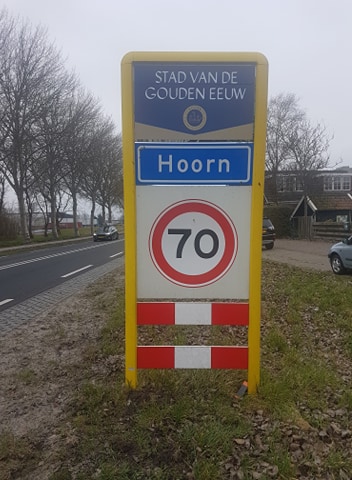 STAD VAN DE
GOUDEN EEUW
Hoorn
70